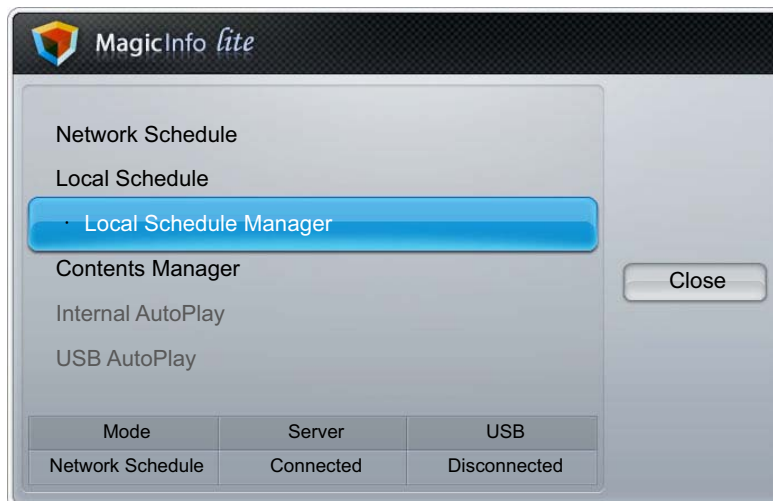 MagicInfo lite
Network Schedule
Local Schedule
· Local Schedule Manager
Contents Manager
Close
Internal AutoPlay
USB AutoPlay
Mode Server USB
Network Schedule Connected Disconnected